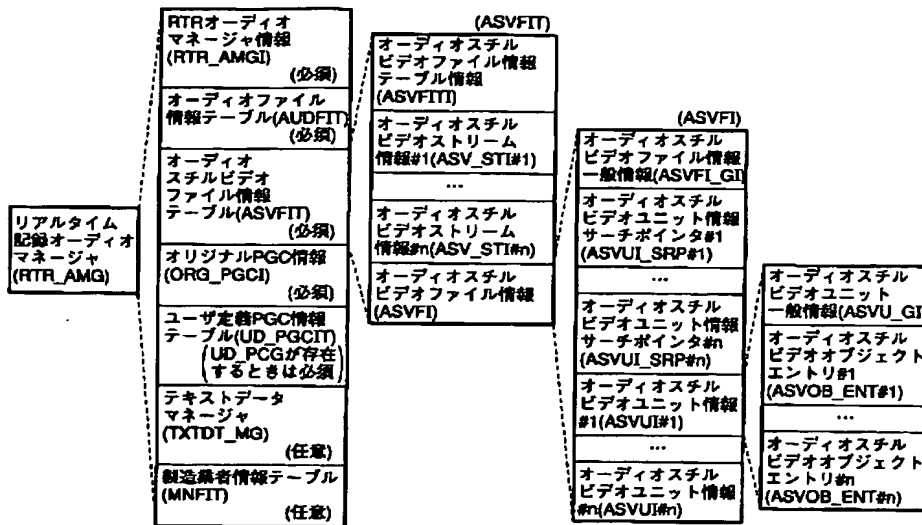 リアルタイム
記録オーディオ
マネージャ
(RTR_AMG)
RTRオーディオ
マネージャ情報
(RTR_AMGI)
(必須)
オーディオファイル
情報テーブル(AUDFIT)
(必須)
オーディオ
スチルビデオ
ファイル情報
テーブル(ASVFIT)
(必須)
オリジナルPGC情報
(ORG_PGCI)
(必須)
ユーザ定義PGC情報
テーブル(UD_PGCIT)
(UD_PCGが存在
するときは必須)
テキストデータ
マネージャ
(TXTDT_MG)
(任意)
製造業者情報テーブル
(MNFIT)
(任意)
(ASVFIT)
オーディオスチル
ビデオファイル情報
テーブル情報
(ASVFITI)
オーディオスチル
ビデオストリーム
情報#1(ASV_STI#1)
...
オーディオスチル
ビデオストリーム
情報#n(ASV_STI#n)
オーディオスチル
ビデオファイル情報
(ASVFI)
(ASVFI)
オーディオスチル
ビデオファイル情報
一般情報(ASVFI_GI)
オーディオスチル
ビデオユニット情報
サーチポインタ#1
(ASVUI_SRP#1)
...
オーディオスチル
ビデオユニット情報
サーチポインタ#n
(ASVUI_SRP#n)
オーディオスチル
ビデオユニット情報
#1(ASVUI#1)
...
オーディオスチル
ビデオユニット情報
#n(ASVUI#n)
オーディオスチル
ビデオユニット
一般情報(ASVU_GI)
オーディオスチル
ビデオオブジェクト
エントリ#1
(ASVOB_ENT#1)
...
オーディオスチル
ビデオオブジェクト
エントリ#n
(ASVOB_ENT#n)